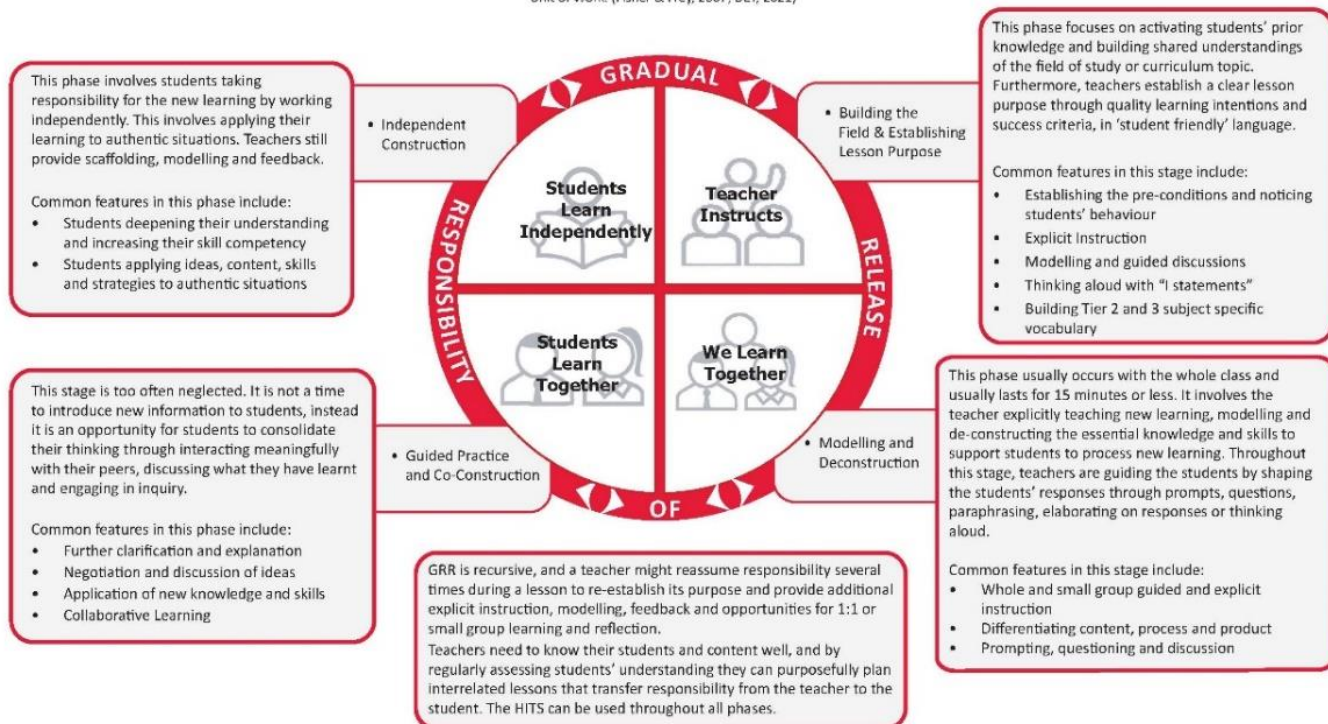 Unit of Work. (Fisher & Frey, 2007; DET, 2021)
GRADUAL
RELEASE
OF
RESPONSIBILITY
Teacher
Instructs
We Learn
Together
Students
Learn
Together
Students
Learn
Independently
• Building the
Field & Establishing
Lesson Purpose
This phase focuses on activating students' prior
knowledge and building shared understandings
of the field of study or curriculum topic.
Furthermore, teachers establish a clear lesson
purpose through quality learning intentions and
success criteria, in 'student friendly' language.
Common features in this stage include:
• Establishing the pre-conditions and noticing
students' behaviour
• Explicit Instruction
• Modelling and guided discussions
• Thinking aloud with "I statements"
• Building Tier 2 and 3 subject specific
vocabulary
• Modelling and
Deconstruction
This phase usually occurs with the whole class and
usually lasts for 15 minutes or less. It involves the
teacher explicitly teaching new learning, modelling and
de-constructing the essential knowledge and skills to
support students to process new learning. Throughout
this stage, teachers are guiding the students by shaping
the students' responses through prompts, questions,
paraphrasing, elaborating on responses or thinking
aloud.
Common features in this stage include:
• Whole and small group guided and explicit
instruction
• Differentiating content, process and product
• Prompting, questioning and discussion
• Guided Practice
and Co-Construction
This stage is too often neglected. It is not a time
to introduce new information to students, instead
it is an opportunity for students to consolidate
their thinking through interacting meaningfully
with their peers, discussing what they have learnt
and engaging in inquiry.
Common features in this phase include:
• Further clarification and explanation
• Negotiation and discussion of ideas
• Application of new knowledge and skills
• Collaborative Learning
• Independent
Construction
This phase involves students taking
responsibility for the new learning by working
independently. This involves applying their
learning to authentic situations. Teachers still
provide scaffolding, modelling and feedback.
Common features in this phase include:
• Students deepening their understanding
and increasing their skill competency
• Students applying ideas, content, skills
and strategies to authentic situations
GRR is recursive, and a teacher might reassume responsibility several
times during a lesson to re-establish its purpose and provide additional
explicit instruction, modelling, feedback and opportunities for 1:1 or
small group learning and reflection.
Teachers need to know their students and content well, and by
regularly assessing students' understanding they can purposefully plan
interrelated lessons that transfer responsibility from the teacher to the
student. The HITS can be used throughout all phases.